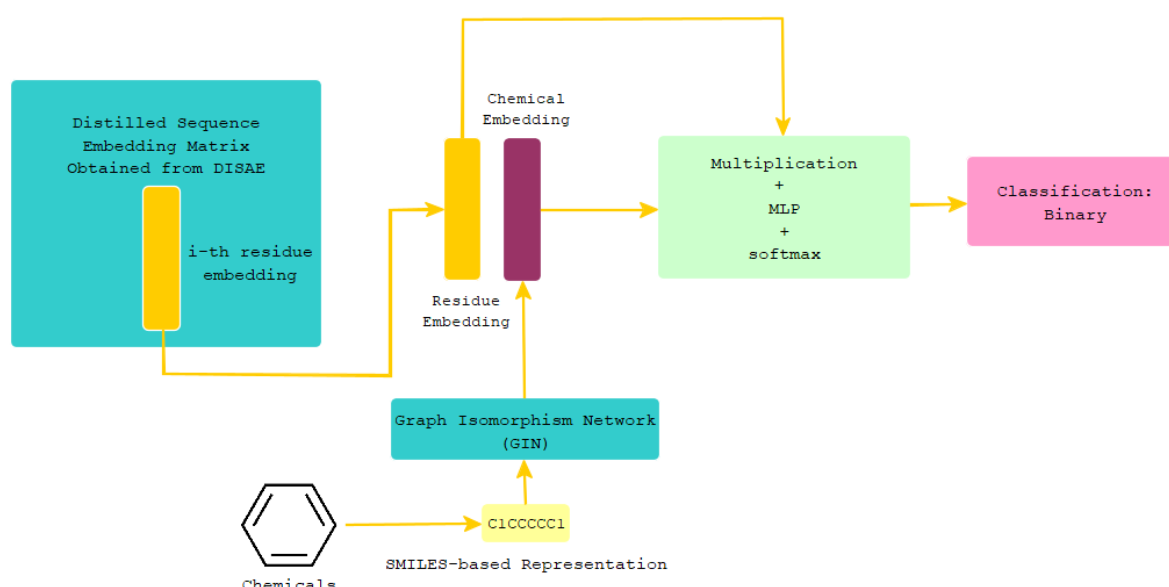 Distilled Sequence
Embedding Matrix
Obtained from DISAE
i-th residue
embedding
Chemical
Embedding
Residue
Embedding
Multiplication
+
MLP
+
softmax
Classification:
Binary
Graph Isomorphism Network
(GIN)
C1CCCCC1
SMILES-based Representation
Chemicals